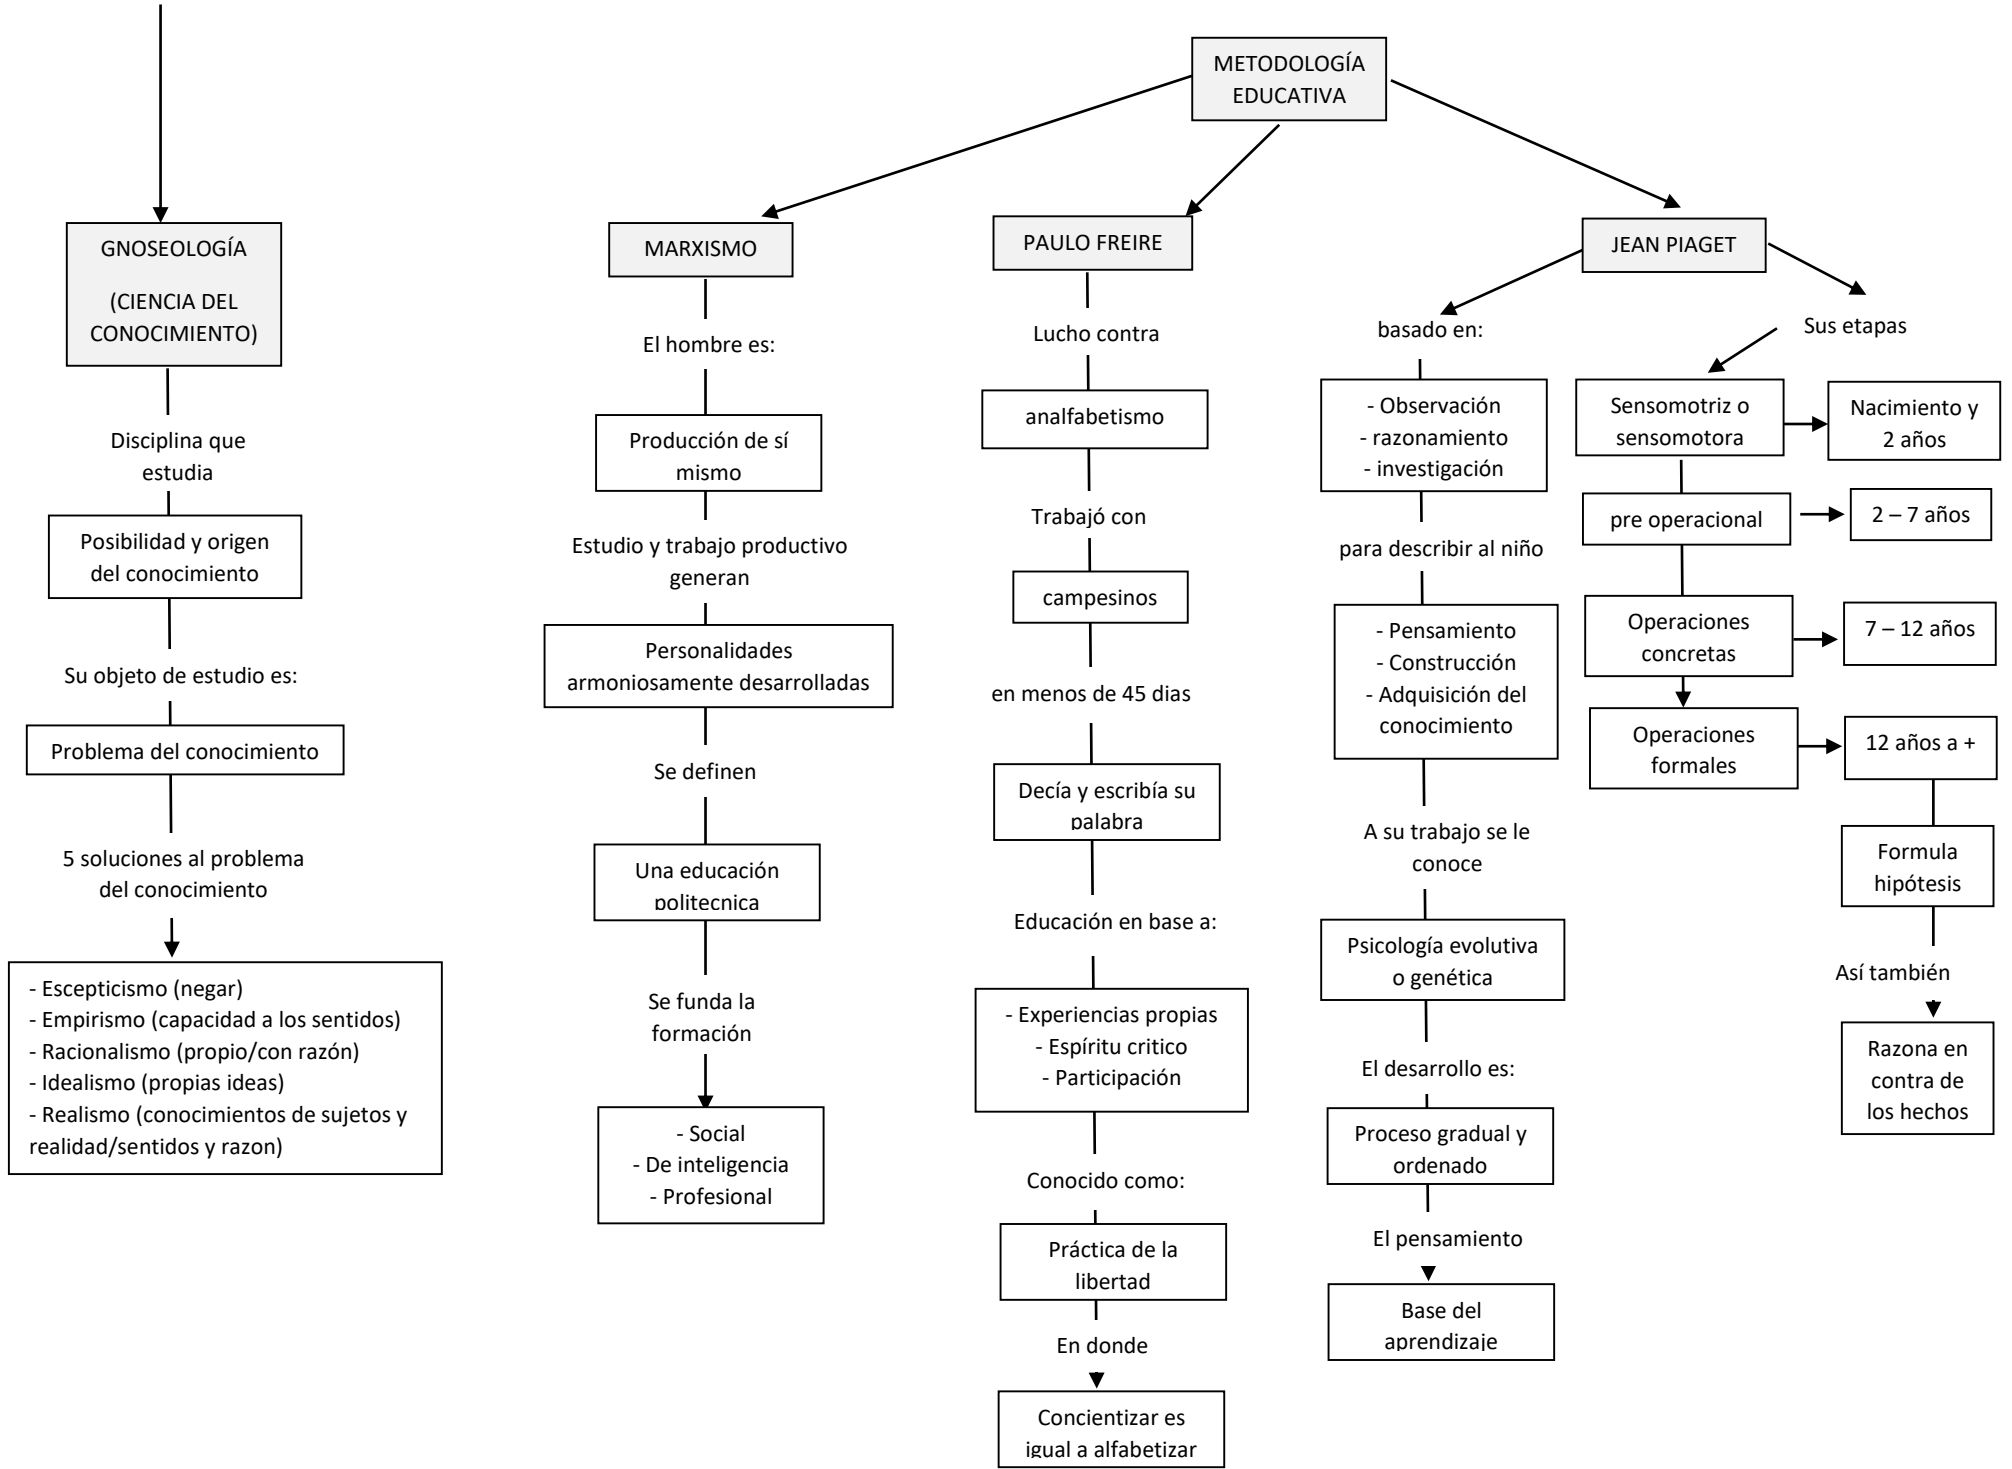 METODOLOGÍA
EDUCATIVA
GNOSEOLOGÍA
(CIENCIA DEL
CONOCIMIENTO)
Disciplina que
estudia
Posibilidad y origen
del conocimiento
Su objeto de estudio es:
Problema del conocimiento
5 soluciones al problema
del conocimiento
- Escepticismo (negar)
- Empirismo (capacidad a los sentidos)
- Racionalismo (propio/con razón)
- Idealismo (propias ideas)
- Realismo (conocimientos de sujetos y
realidad/sentidos y razon)
MARXISMO
El hombre es:
Producción de sí
mismo
Estudio y trabajo productivo
generan
Personalidades
armoniosamente desarrolladas
Se definen
Una educación
politecnica
Se funda la
formación
- Social
- De inteligencia
- Profesional
PAULO FREIRE
Lucho contra
analfabetismo
Trabajó con
campesinos
en menos de 45 dias
Decía y escribía su
palabra
Educación en base a:
- Experiencias propias
- Espíritu critico
- Participación
Conocido como:
Práctica de la
libertad
En donde
Concientizar es
igual a alfabetizar
JEAN PIAGET
basado en:
- Observación
- razonamiento
- investigación
para describir al niño
- Pensamiento
- Construcción
- Adquisición del
conocimiento
A su trabajo se le
conoce
Psicología evolutiva
o genética
El desarrollo es:
Proceso gradual y
ordenado
El pensamiento
Base del
aprendizaje
Sus etapas
Sensomotriz o
sensomotora
Nacimiento y
2 años
pre operacional
2 – 7 años
Operaciones
concretas
7 – 12 años
Operaciones
formales
12 años a +
Formula
hipótesis
Así también
Razona en
contra de
los hechos